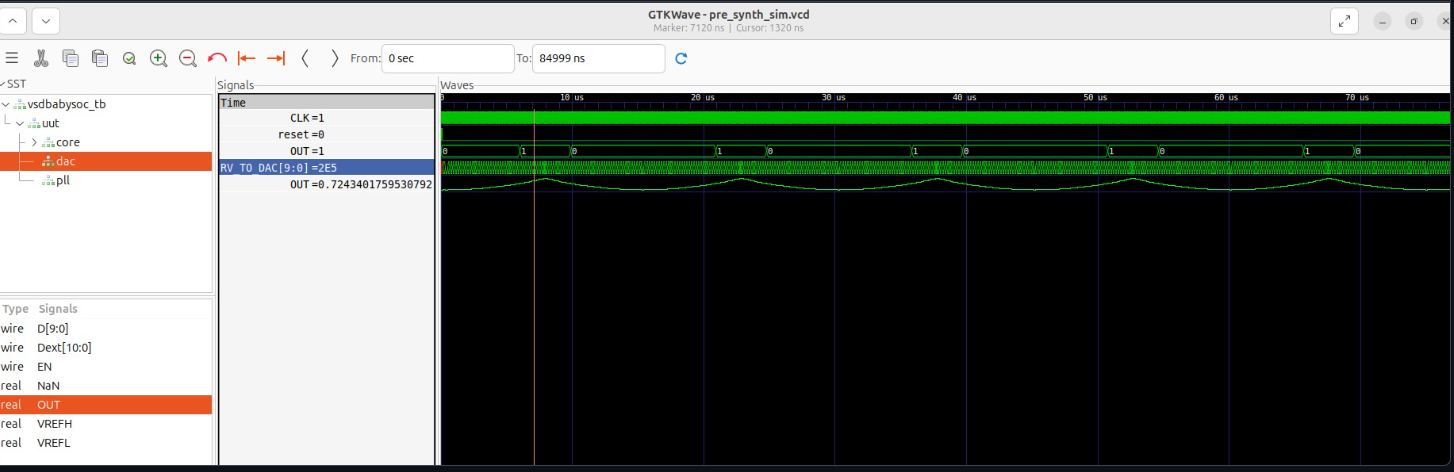 GTKWave - pre_synth_sim.vcd
Marker: 7120 ns | Cursor: 1320 ns
From: 0 sec To: 84999 ns
SST
vsdbabysoc_tb
uut
core
dac
pll
Type Signals
wire D[9:0]
wire Dext[10:0]
wire EN
real NaN
real OUT
real VREFH
real VREFL
Signals
Time
CLK=1
reset=0
OUT=1
RV_TO_DAC[9:0]=2E5
OUT=0.7243401759530792
Waves
0 10 us 20 us 30 us 40 us 50 us 60 us 70 us
0 1 0 1 0 1 0 1 0 1 0